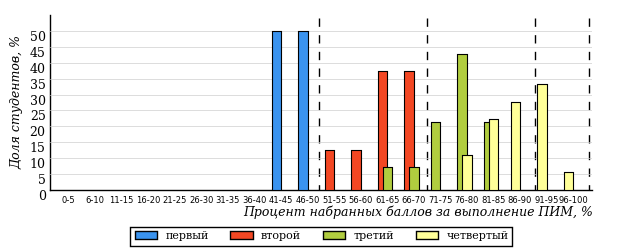 Доля студентов, %
50
45
40
35
30
25
20
15
10
5
0
0-5 6-10 11-15 16-20 21-25 26-30 31-35 36-40 41-45 46-50 51-55 56-60 61-65 66-70 71-75 76-80 81-85 86-90 91-95 96-100
Процент набранных баллов за выполнение ПИМ, %
первый второй третий четвертый